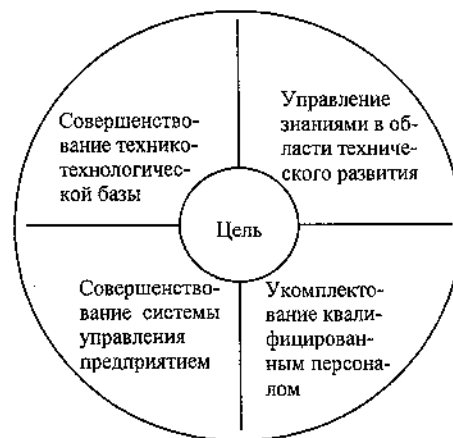 Совершенство-
вание технико-
технологичес-
кой базы
Управление
знаниями в об-
ласти техниче-
ского развития
Цель
Совершенство-
вание системы
управления
предприятием
Укомплекто-
вание квали-
фицирован-
ным персона-
лом